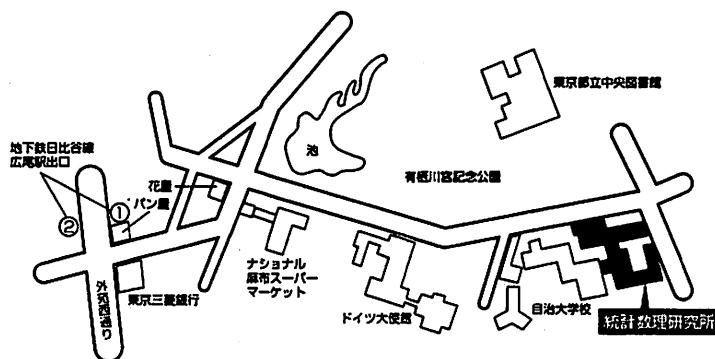 東京都立中央図書館
地下鉄日比谷線
広尾駅出口
池
有栖川宮記念公園
花屋
①
パン屋
②
ナショナル
麻布スーパー
マーケット
東京三菱銀行
外苑西通り
ドイツ大使館
自治大学校
統計数理研究所